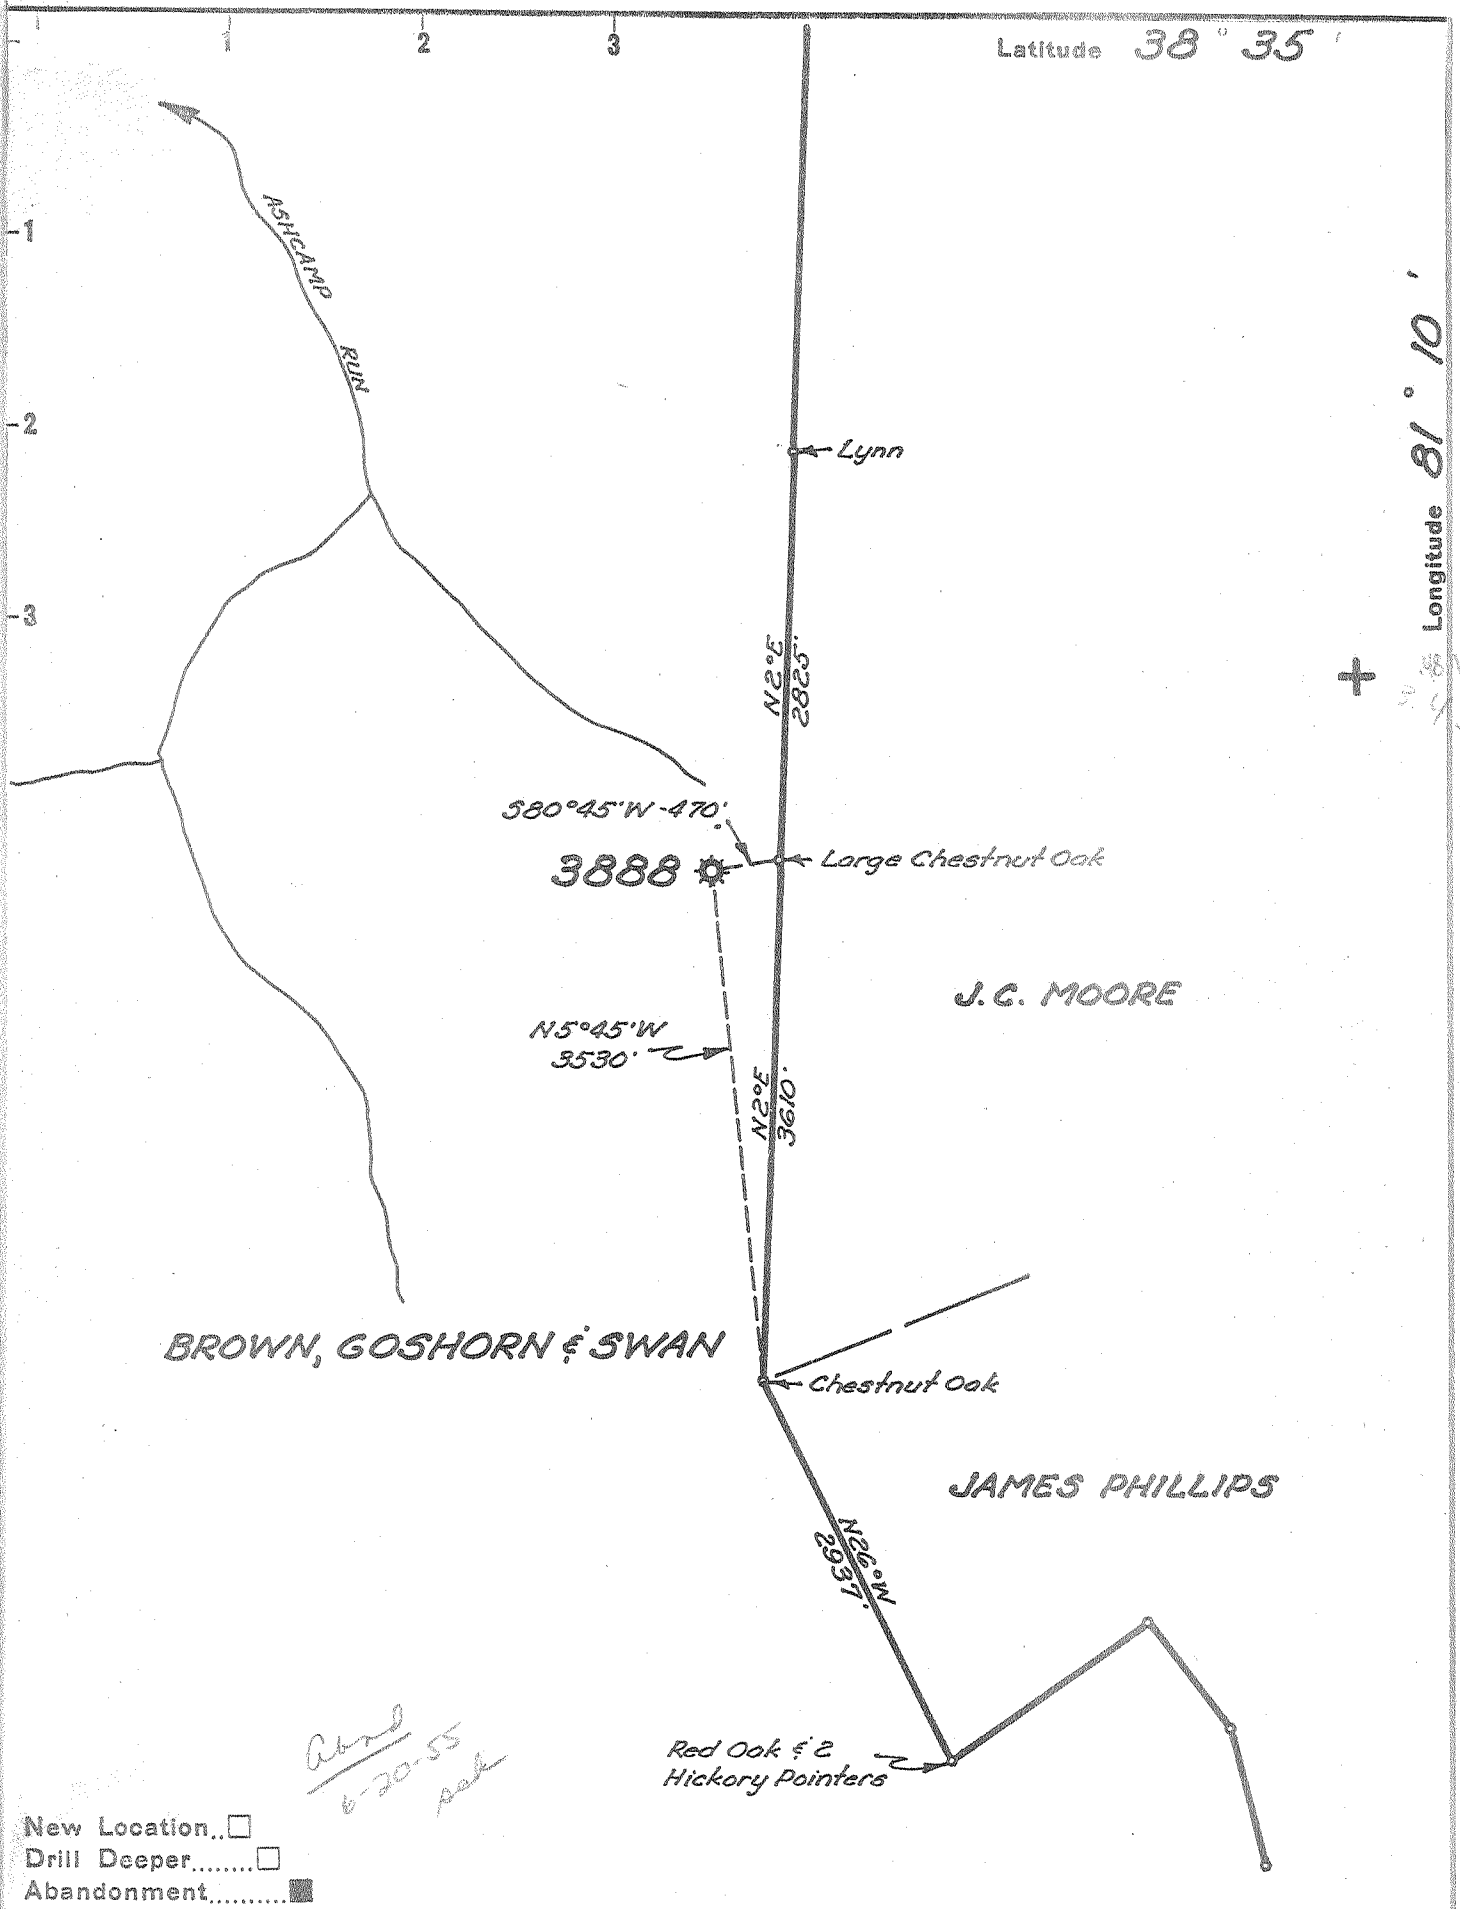 1 2 3
Latitude 38° 35'
-1
ASHCAMP
RUN
Longitude 81° 10'
-2
Lynn
-3
N2°E
2825'
S80°45'W-470'
3888
Large Chestnut Oak
J.C. MOORE
N5°45'W
3530'
N2°E
3610'
BROWN, GOSHORN & SWAN
Chestnut Oak
JAMES PHILLIPS
N26°W
2937'
Red Oak & 2
Hickory Pointers
Aband
6-20-55
New Location..
Drill Deeper........
Abandonment..........